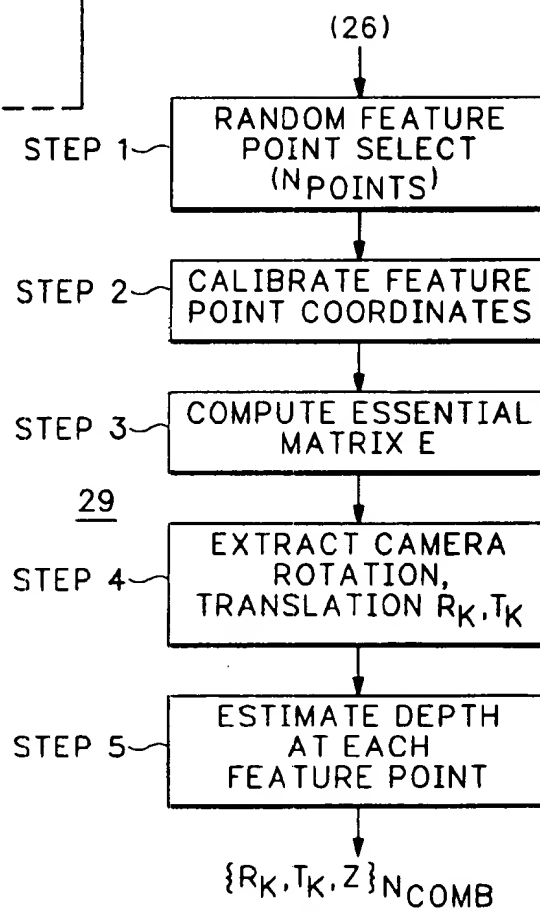 (26)
STEP 1
RANDOM FEATURE
POINT SELECT
(NPOINTS)
STEP 2
CALIBRATE FEATURE
POINT COORDINATES
STEP 3
COMPUTE ESSENTIAL
MATRIX E
29
STEP 4
EXTRACT CAMERA
ROTATION,
TRANSLATION RK,TK
STEP 5
ESTIMATE DEPTH
AT EACH
FEATURE POINT
{RK,TK,Z}NCOMB